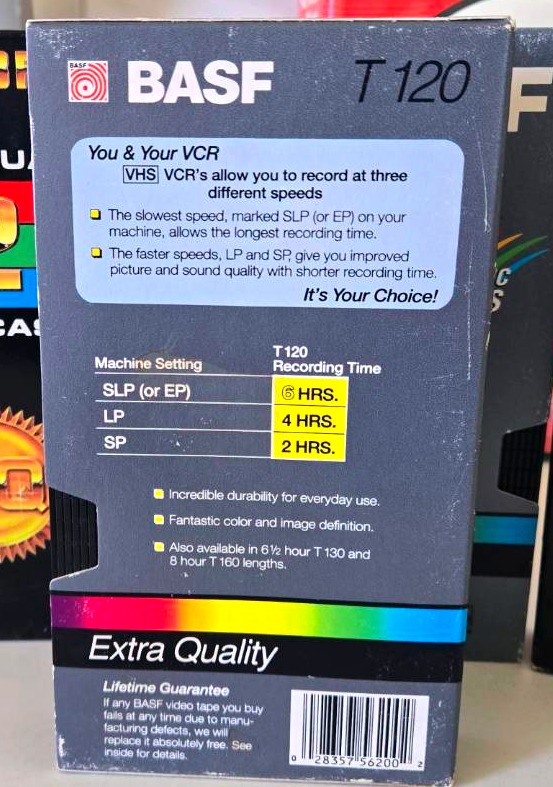 BASF
BASF
T 120
You & Your VCR
VHS VCR's allow you to record at three
different speeds
The slowest speed, marked SLP (or EP) on your
machine, allows the longest recording time.
The faster speeds, LP and SP, give you improved
picture and sound quality with shorter recording time.
It's Your Choice!
Machine Setting
T 120
Recording Time
SLP (or EP)
6 HRS.
LP
4 HRS.
SP
2 HRS.
Incredible durability for everyday use.
Fantastic color and image definition.
Also available in 6½ hour T 130 and
8 hour T 160 lengths.
Extra Quality
Lifetime Guarantee
If any BASF video tape you buy
fails at any time due to manu-
facturing defects, we will
replace it absolutely free. See
inside for details.
0 28357 56200 2